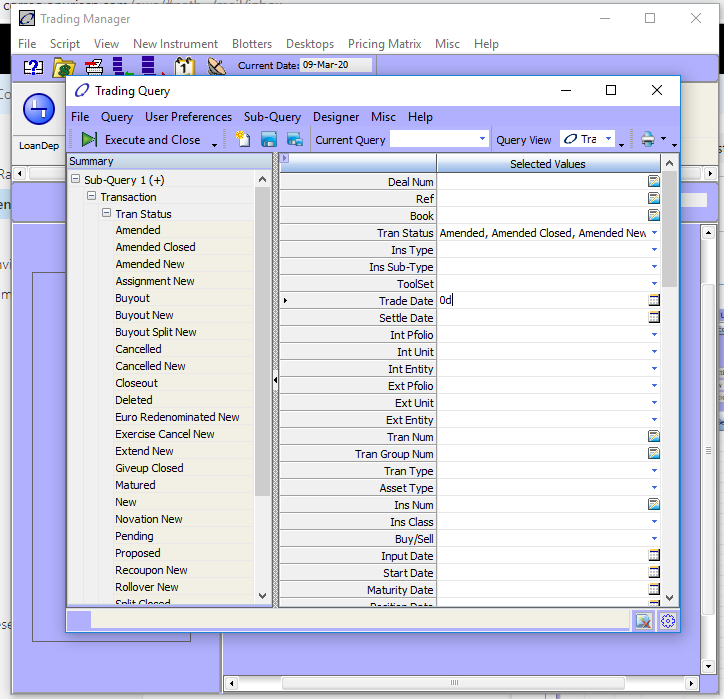 Trading Manager
File Script View New Instrument Blotters Desktops Pricing Matrix Misc Help
Current Date: 09-Mar-20
LoanDep
Trading Query
File Query User Preferences Sub-Query Designer Misc Help
Execute and Close Current Query Query View Tra
Summary
Sub-Query 1 (+)
Transaction
Tran Status
Amended
Amended Closed
Amended New
Assignment New
Buyout
Buyout New
Buyout Split New
Cancelled
Cancelled New
Closeout
Deleted
Euro Redenominated New
Exercise Cancel New
Extend New
Giveup Closed
Matured
New
Novation New
Pending
Proposed
Recoupon New
Rollover New
Split Closed
Selected Values
Deal Num
Ref
Book
Tran Status Amended, Amended Closed, Amended New
Ins Type
Ins Sub-Type
ToolSet
Trade Date 0d
Settle Date
Int Pfolio
Int Unit
Int Entity
Ext Pfolio
Ext Unit
Ext Entity
Tran Num
Tran Group Num
Tran Type
Asset Type
Ins Num
Ins Class
Buy/Sell
Input Date
Start Date
Maturity Date
Position Date